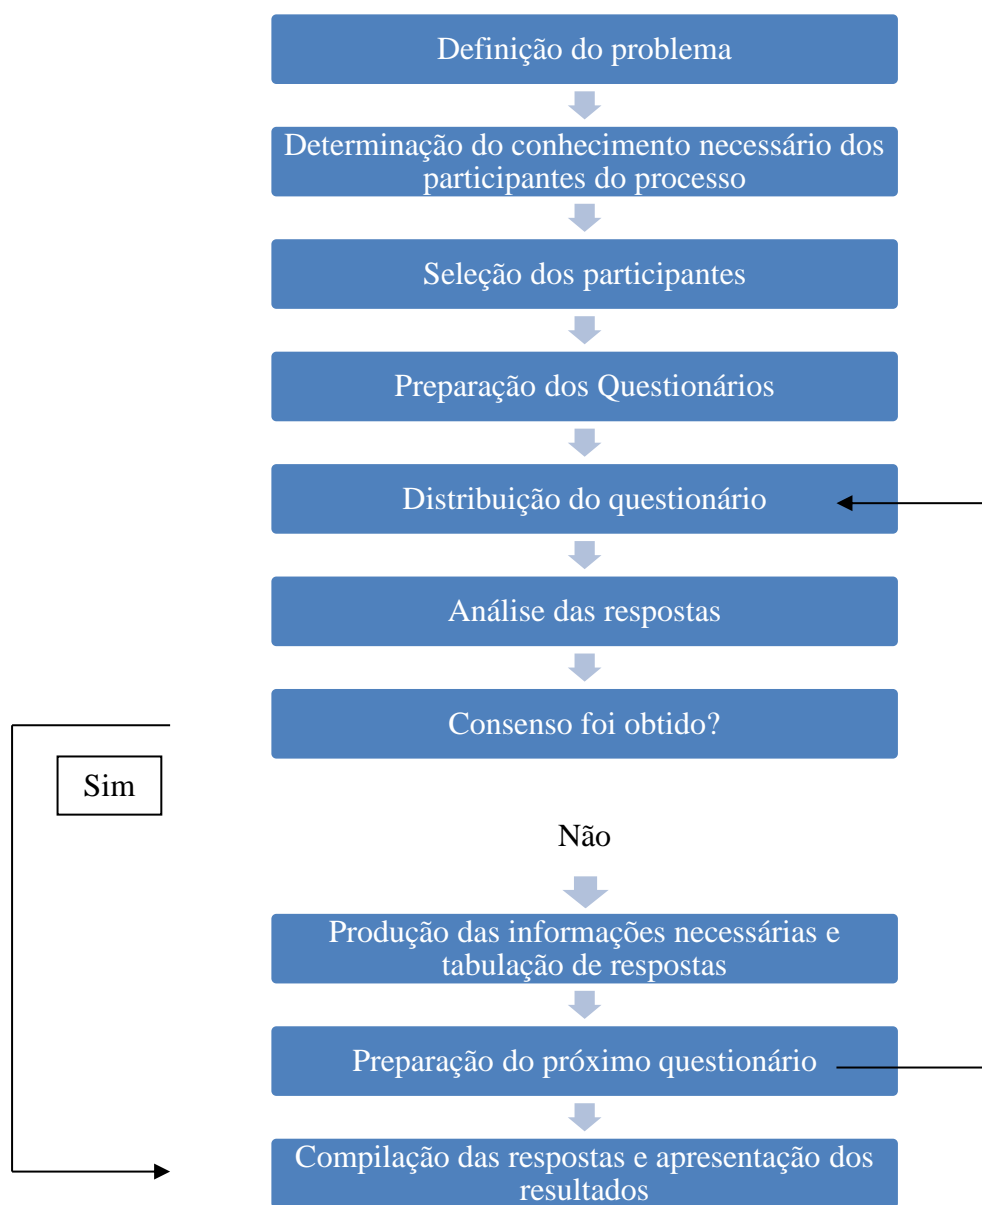 Definição do problema
Determinação do conhecimento necessário dos
participantes do processo
Seleção dos participantes
Preparação dos Questionários
Distribuição do questionário
Análise das respostas
Consenso foi obtido?
Sim
Não
Produção das informações necessárias e
tabulação de respostas
Preparação do próximo questionário
Compilação das respostas e apresentação dos
resultados